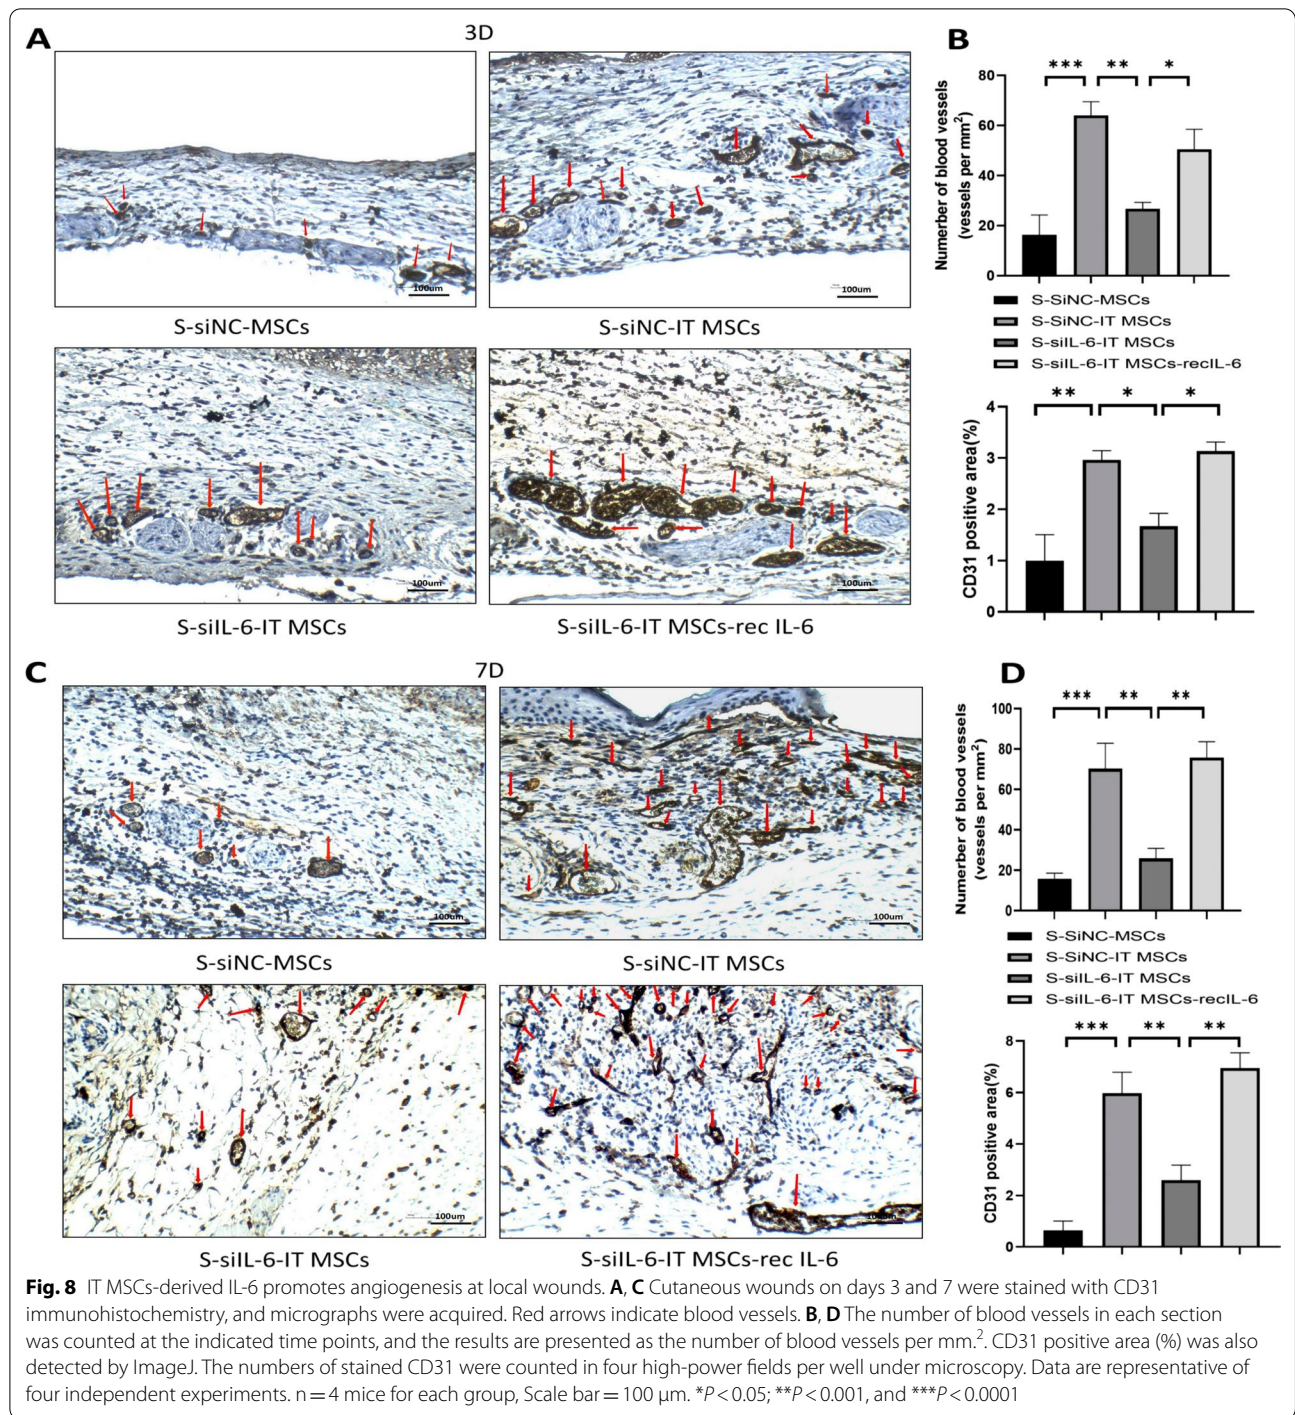 A
3D
100um
100um
S-siNC-MSCs
S-siNC-IT MSCs
100um
100um
S-siIL-6-IT MSCs
S-siIL-6-IT MSCs-rec IL-6
B
***
**
*
Numerber of blood vessels
(vessels per mm2)
80
60
40
20
0
S-SiNC-MSCs
S-SiNC-IT MSCs
S-siIL-6-IT MSCs
S-siIL-6-IT MSCs-recIL-6
**
*
*
CD31 positive area(%)
4
3
2
1
0
C
7D
100um
100um
S-siNC-MSCs
S-siNC-IT MSCs
100um
100um
S-siIL-6-IT MSCs
S-siIL-6-IT MSCs-rec IL-6
D
***
**
**
Numerber of blood vessels
(vessels per mm2)
100
80
60
40
20
0
S-SiNC-MSCs
S-SiNC-IT MSCs
S-siIL-6-IT MSCs
S-siIL-6-IT MSCs-recIL-6
***
**
**
CD31 positive area(%)
8
6
4
2
0
Fig. 8 IT MSCs-derived IL-6 promotes angiogenesis at local wounds. A, C Cutaneous wounds on days 3 and 7 were stained with CD31
immunohistochemistry, and micrographs were acquired. Red arrows indicate blood vessels. B, D The number of blood vessels in each section
was counted at the indicated time points, and the results are presented as the number of blood vessels per mm.2. CD31 positive area (%) was also
detected by ImageJ. The numbers of stained CD31 were counted in four high-power fields per well under microscopy. Data are representative of
four independent experiments. n = 4 mice for each group, Scale bar = 100 μm. *P < 0.05; **P < 0.001, and ***P < 0.0001